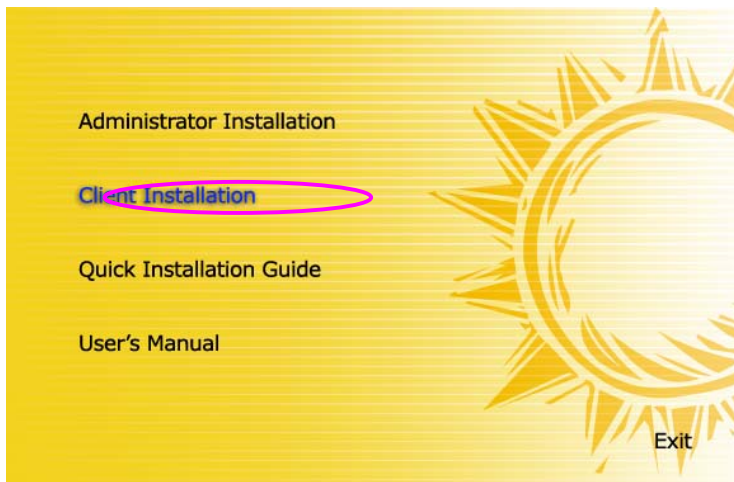 Administrator Installation
Client Installation
Quick Installation Guide
User's Manual
Exit